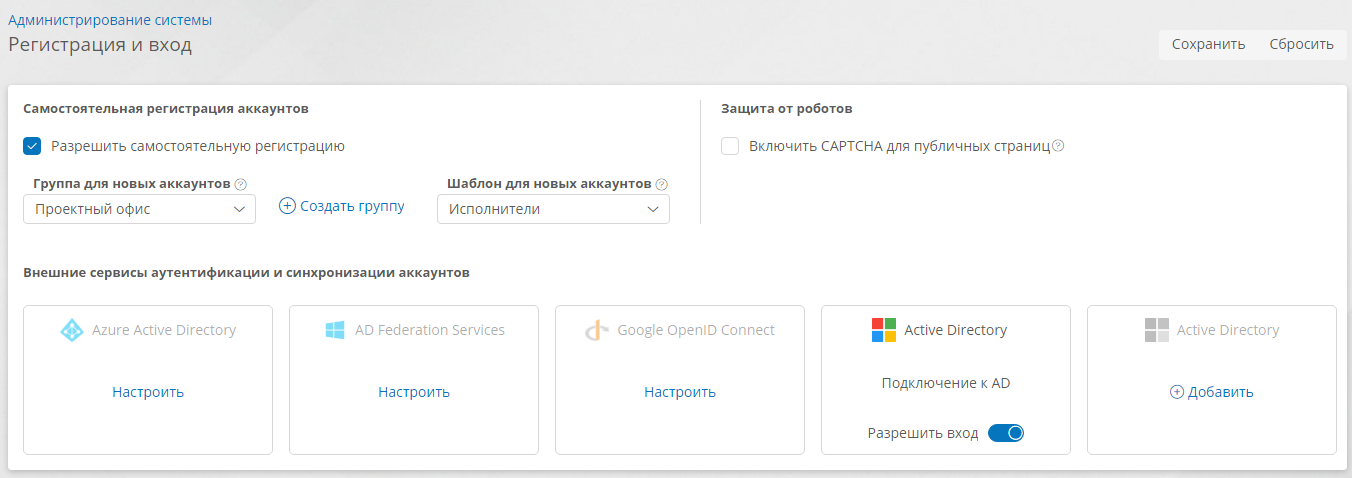 Администрирование системы
Регистрация и вход
Сохранить Сбросить
Самостоятельная регистрация аккаунтов
Разрешить самостоятельную регистрацию
Группа для новых аккаунтов ?
Проектный офис
Создать группу
Шаблон для новых аккаунтов ?
Исполнители
Защита от роботов
Включить CAPTCHA для публичных страниц ?
Внешние сервисы аутентификации и синхронизации аккаунтов
Azure Active Directory
Настроить
AD Federation Services
Настроить
Google OpenID Connect
Настроить
Active Directory
Подключение к AD
Разрешить вход
Active Directory
Добавить